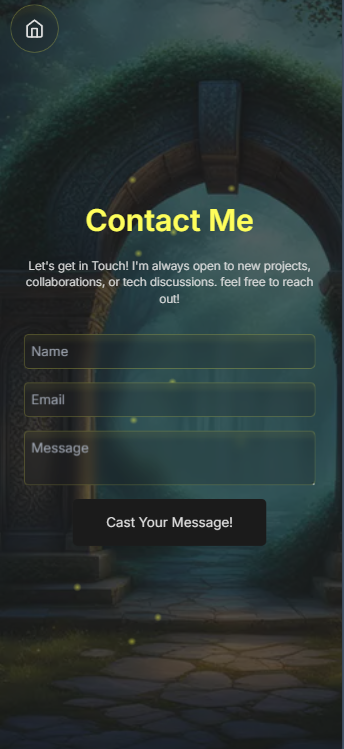 Contact Me
Let's get in Touch! I'm always open to new projects,
collaborations, or tech discussions. feel free to reach
out!
Name
Email
Message
Cast Your Message!